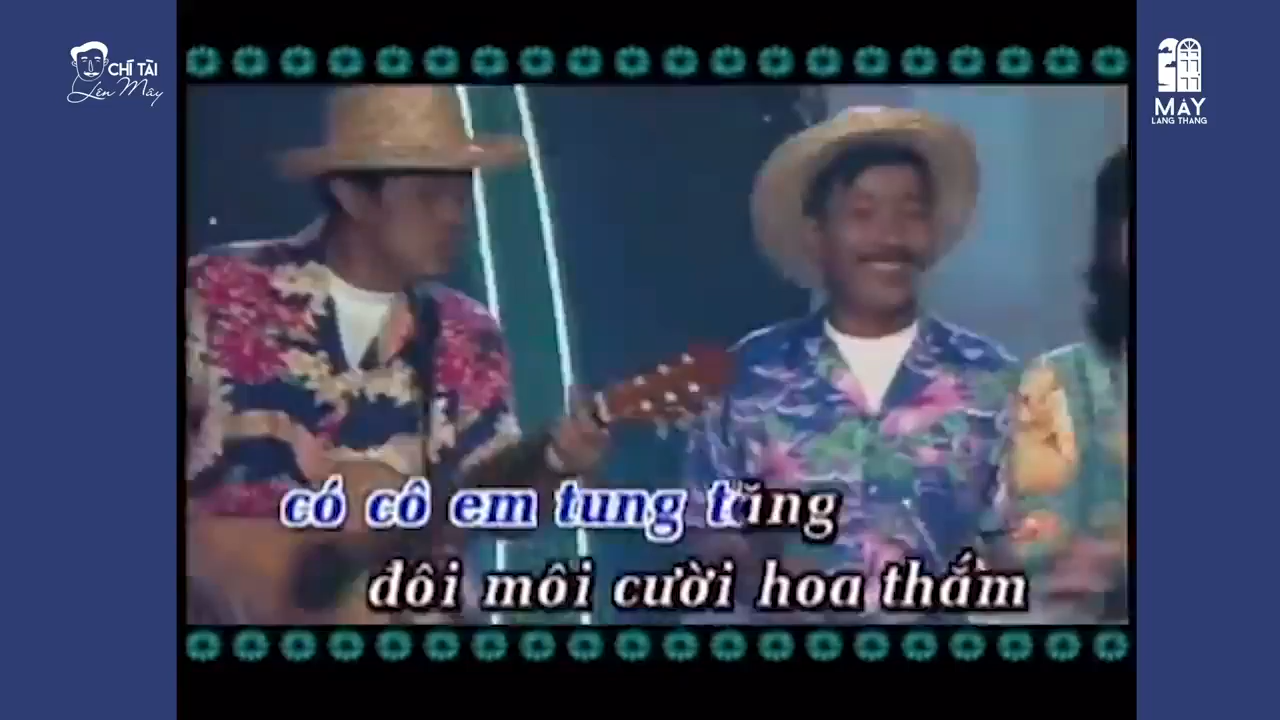 CHÍ TÀI
Lên Mây
MÂY
LANG THANG
có cô em tung tăng
đôi môi cười hoa thắm